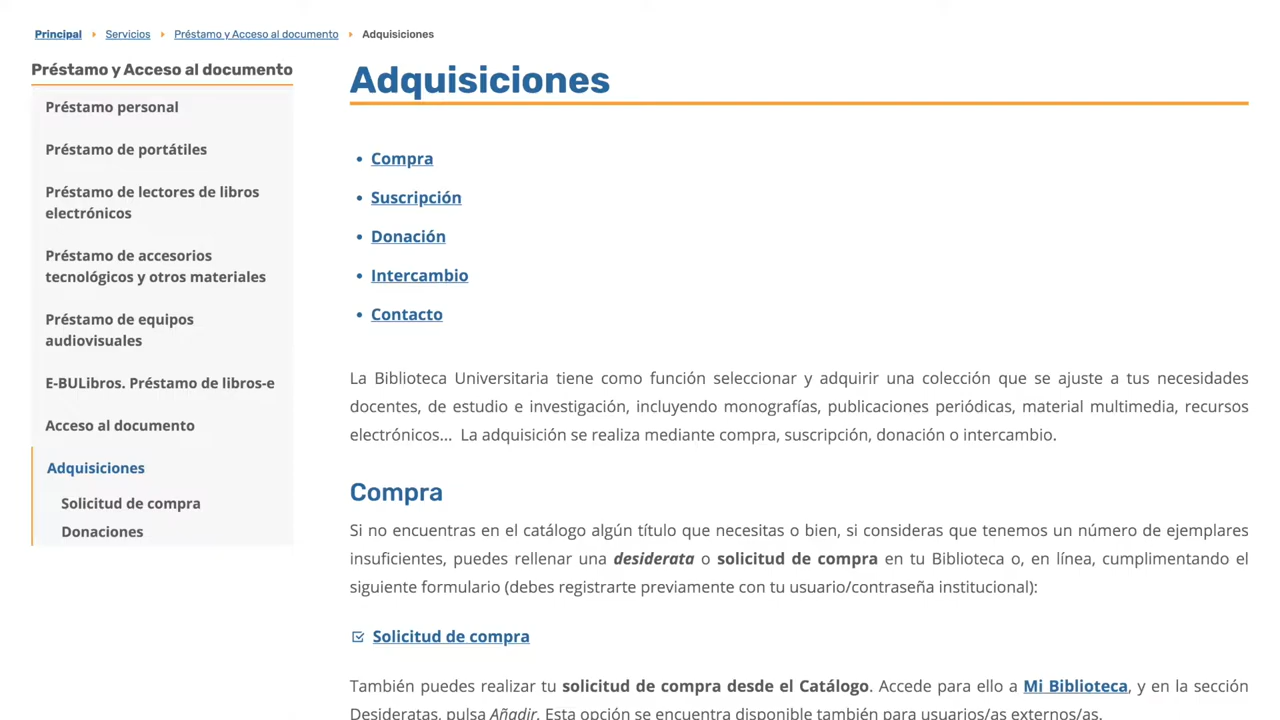 Principal Servicios Préstamo y Acceso al documento Adquisiciones
Préstamo y Acceso al documento
Préstamo personal
Préstamo de portátiles
Préstamo de lectores de libros
electrónicos
Préstamo de accesorios
tecnológicos y otros materiales
Préstamo de equipos
audiovisuales
E-BULibros. Préstamo de libros-e
Acceso al documento
Adquisiciones
Solicitud de compra
Donaciones
Adquisiciones
• Compra
• Suscripción
• Donación
• Intercambio
• Contacto
La Biblioteca Universitaria tiene como función seleccionar y adquirir una colección que se ajuste a tus necesidades
docentes, de estudio e investigación, incluyendo monografías, publicaciones periódicas, material multimedia, recursos
electrónicos... La adquisición se realiza mediante compra, suscripción, donación o intercambio.
Compra
Si no encuentras en el catálogo algún título que necesitas o bien, si consideras que tenemos un número de ejemplares
insuficientes, puedes rellenar una desiderata o solicitud de compra en tu Biblioteca o, en línea, cumplimentando el
siguiente formulario (debes registrarte previamente con tu usuario/contraseña institucional):
Solicitud de compra
También puedes realizar tu solicitud de compra desde el Catálogo. Accede para ello a Mi Biblioteca, y en la sección
Desideratas, pulsa Añadir. Esta opción se encuentra disponible también para usuarios/as externos/as.